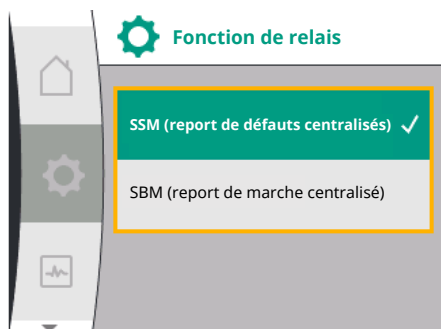 Fonction de relais
SSM (report de défauts centralisés)
SBM (report de marche centralisé)